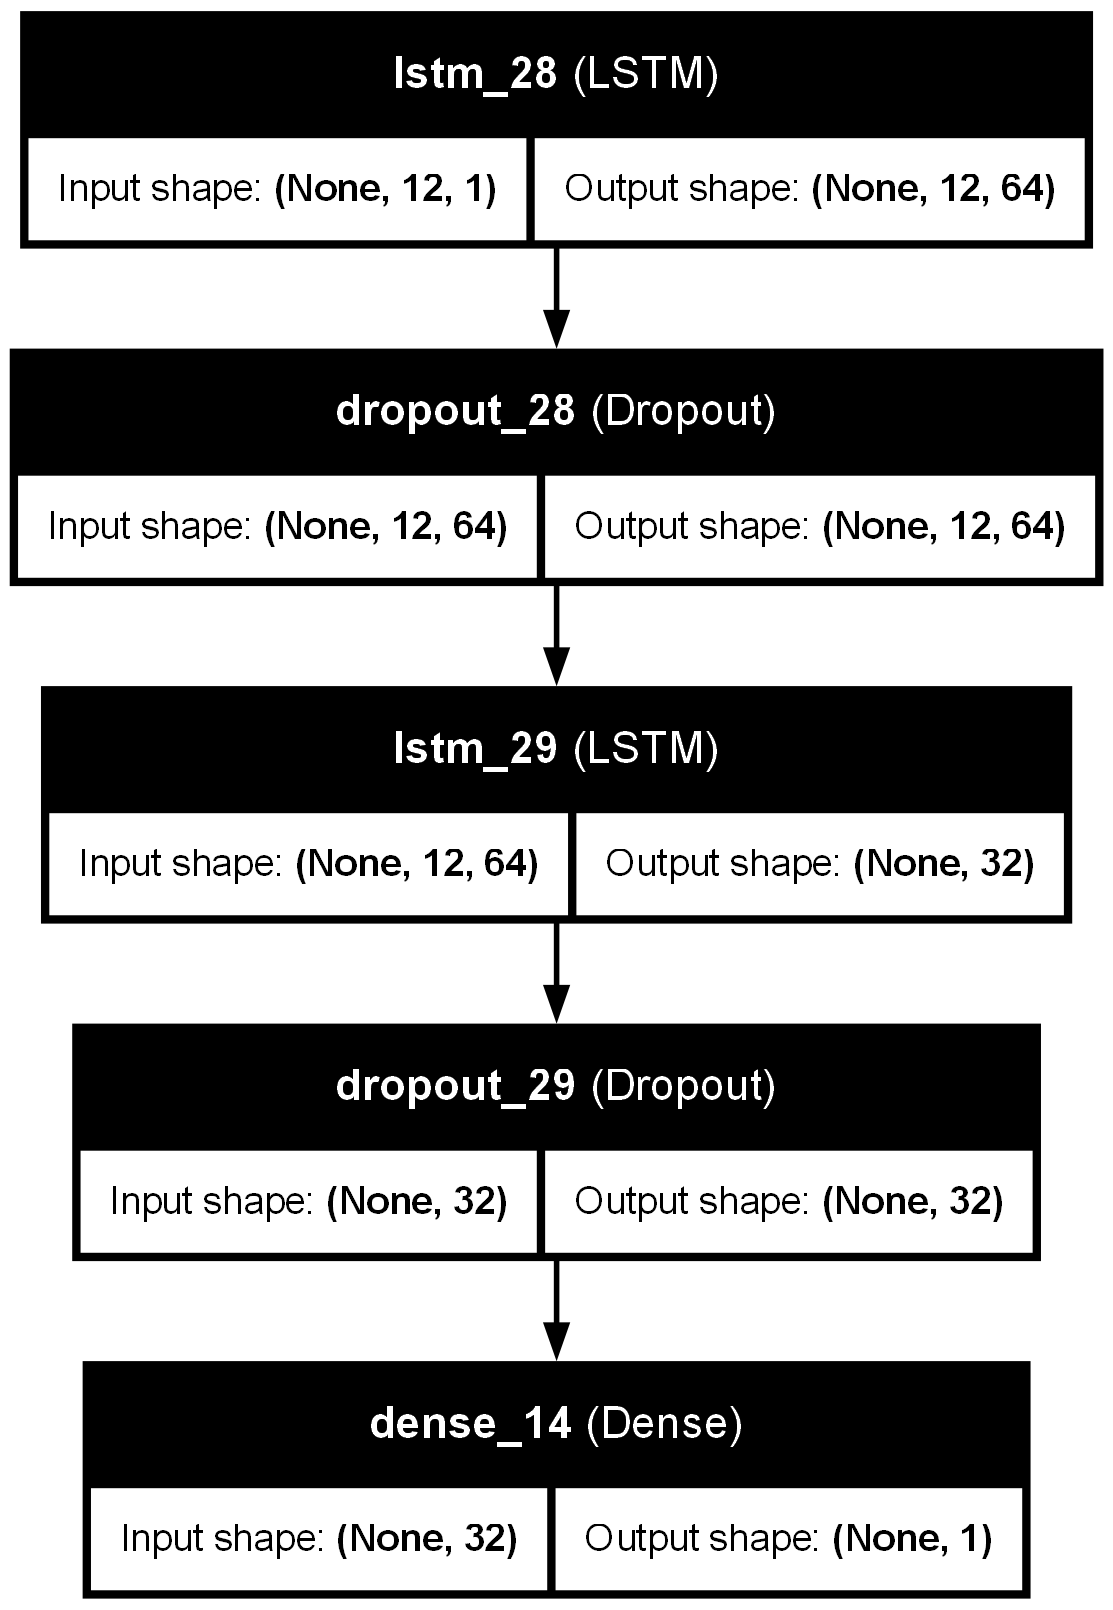 lstm_28 (LSTM)
Input shape: (None, 12, 1)
Output shape: (None, 12, 64)
dropout_28 (Dropout)
Input shape: (None, 12, 64)
Output shape: (None, 12, 64)
lstm_29 (LSTM)
Input shape: (None, 12, 64)
Output shape: (None, 32)
dropout_29 (Dropout)
Input shape: (None, 32)
Output shape: (None, 32)
dense_14 (Dense)
Input shape: (None, 32)
Output shape: (None, 1)